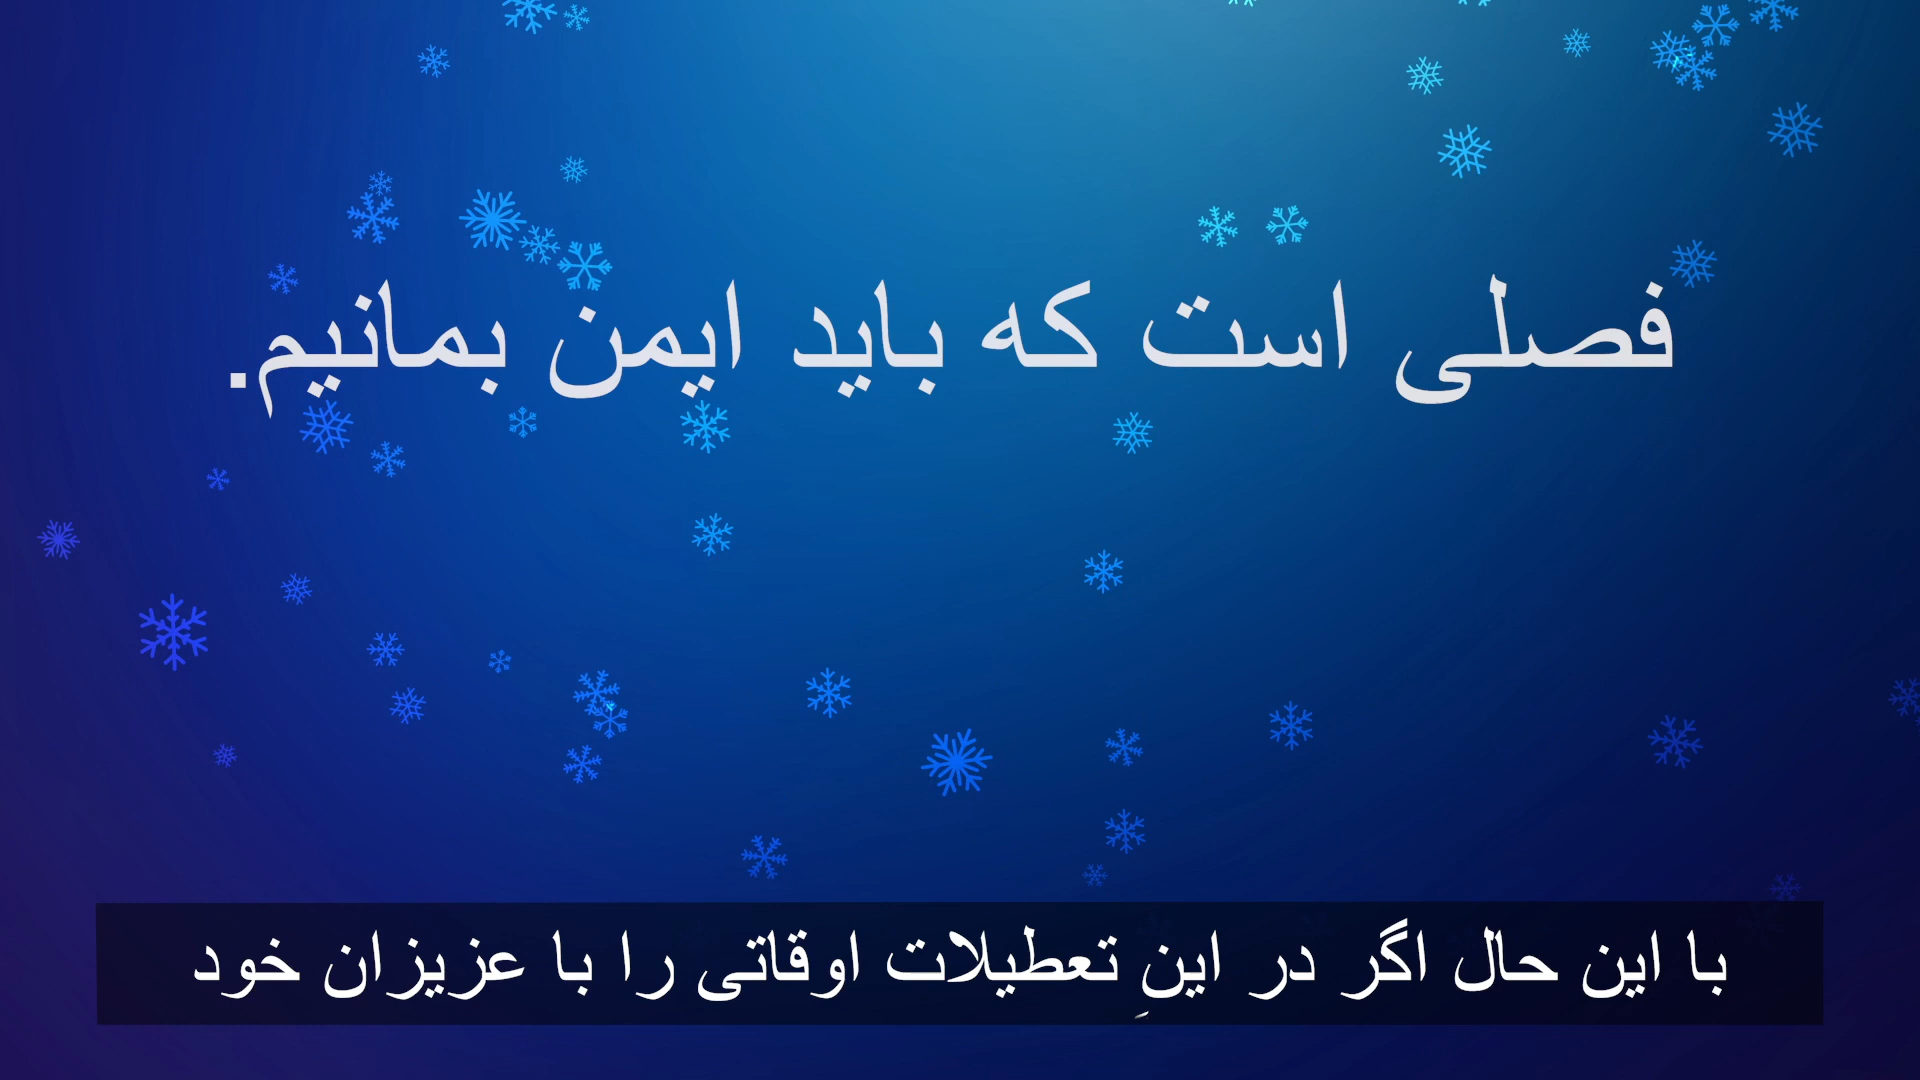 فصلی است که باید ایمن بمانیم.
با این حال اگر در اینِ تعطیلات اوقاتی را با عزیزان خود